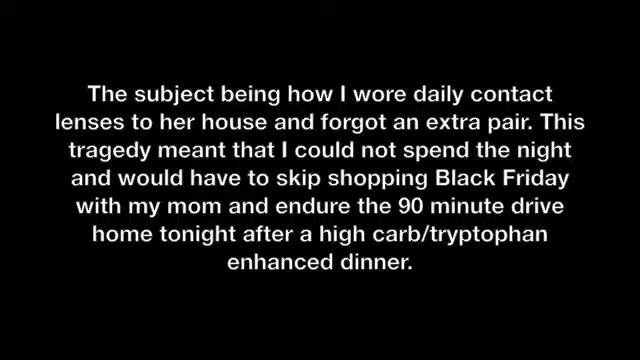 The subject being how I wore daily contact
lenses to her house and forgot an extra pair. This
tragedy meant that I could not spend the night
and would have to skip shopping Black Friday
with my mom and endure the 90 minute drive
home tonight after a high carb/tryptophan
enhanced dinner.